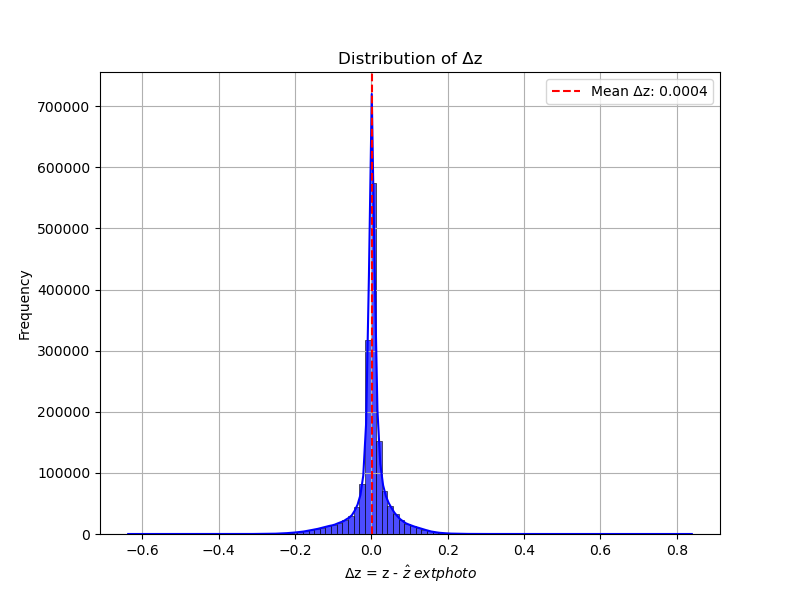 Distribution of Δz
Mean Δz: 0.0004
Frequency
700000
600000
500000
400000
300000
200000
100000
0
−0.6 −0.4 −0.2 0.0 0.2 0.4 0.6 0.8
Δz = z - ẑ extphoto